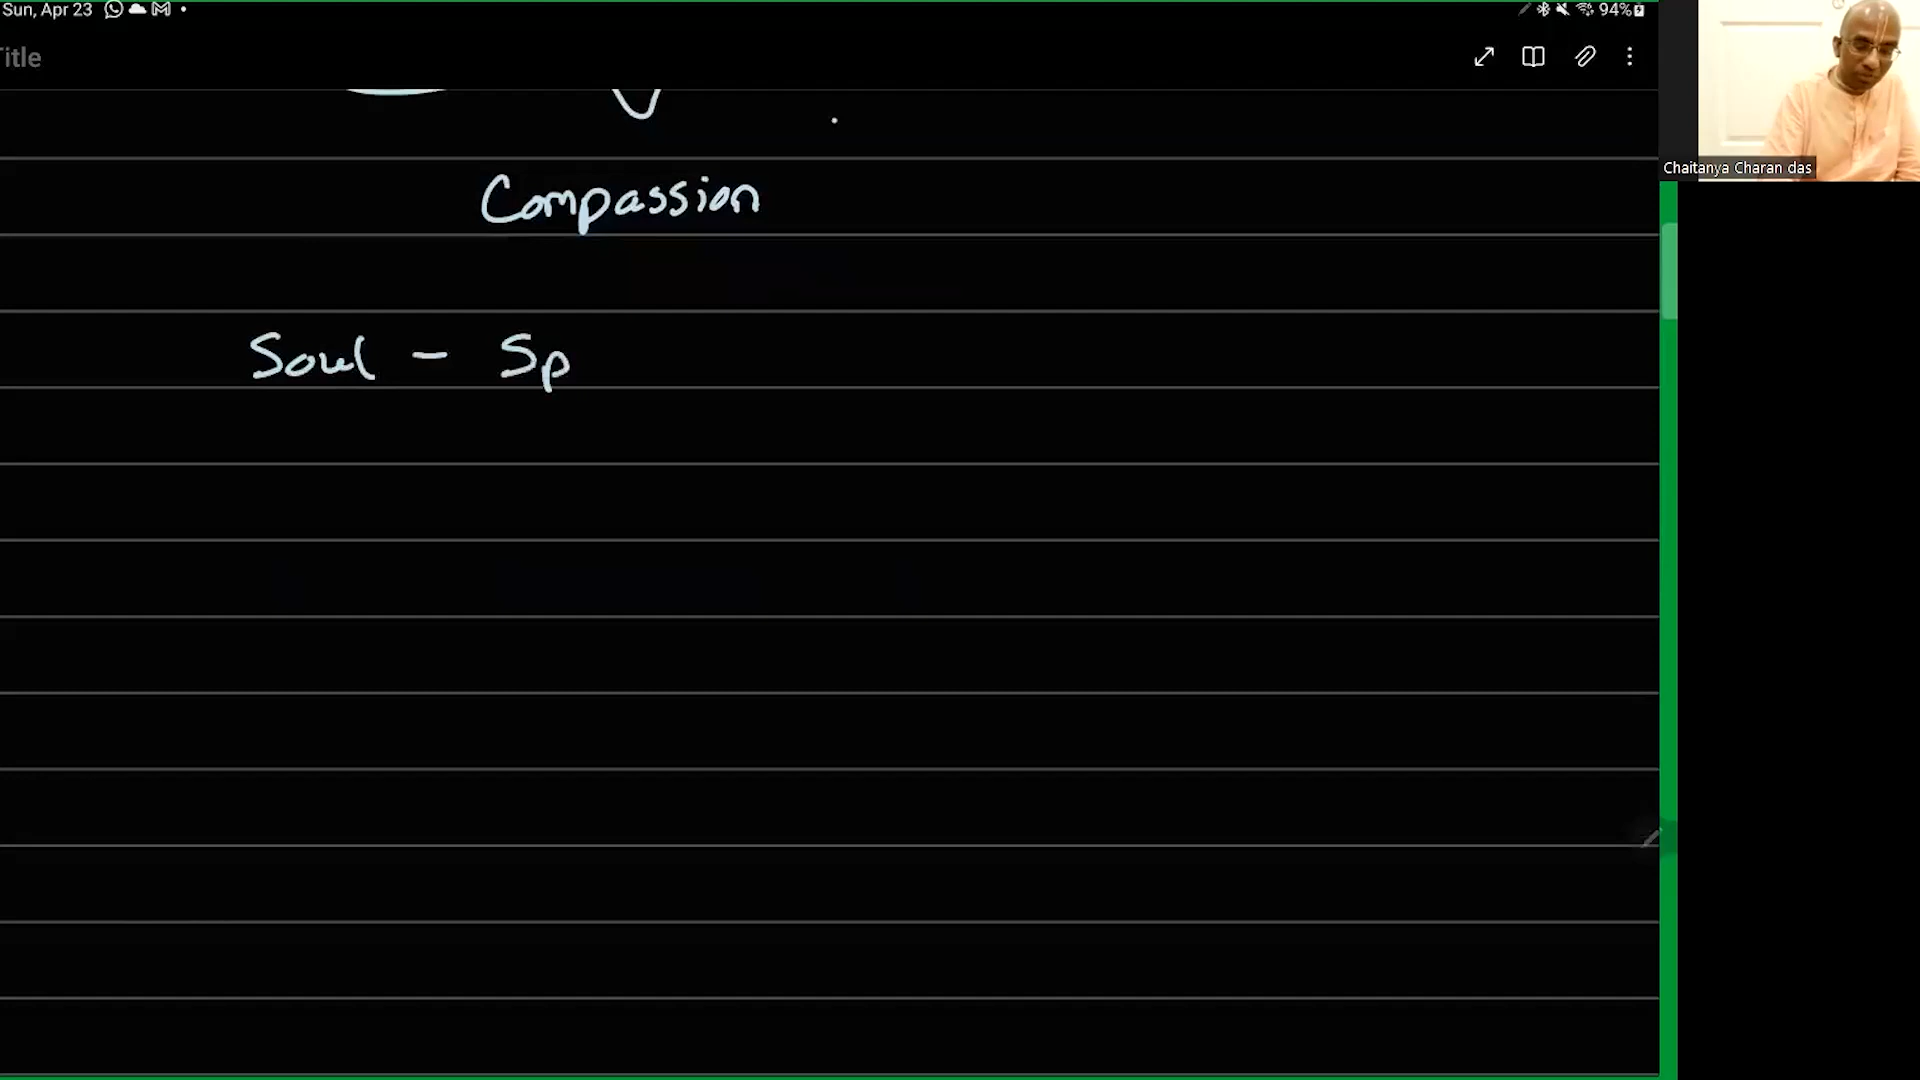 Sun, Apr 23
94%
Title
Compassion
Soul - Sp
Chaitanya Charan das